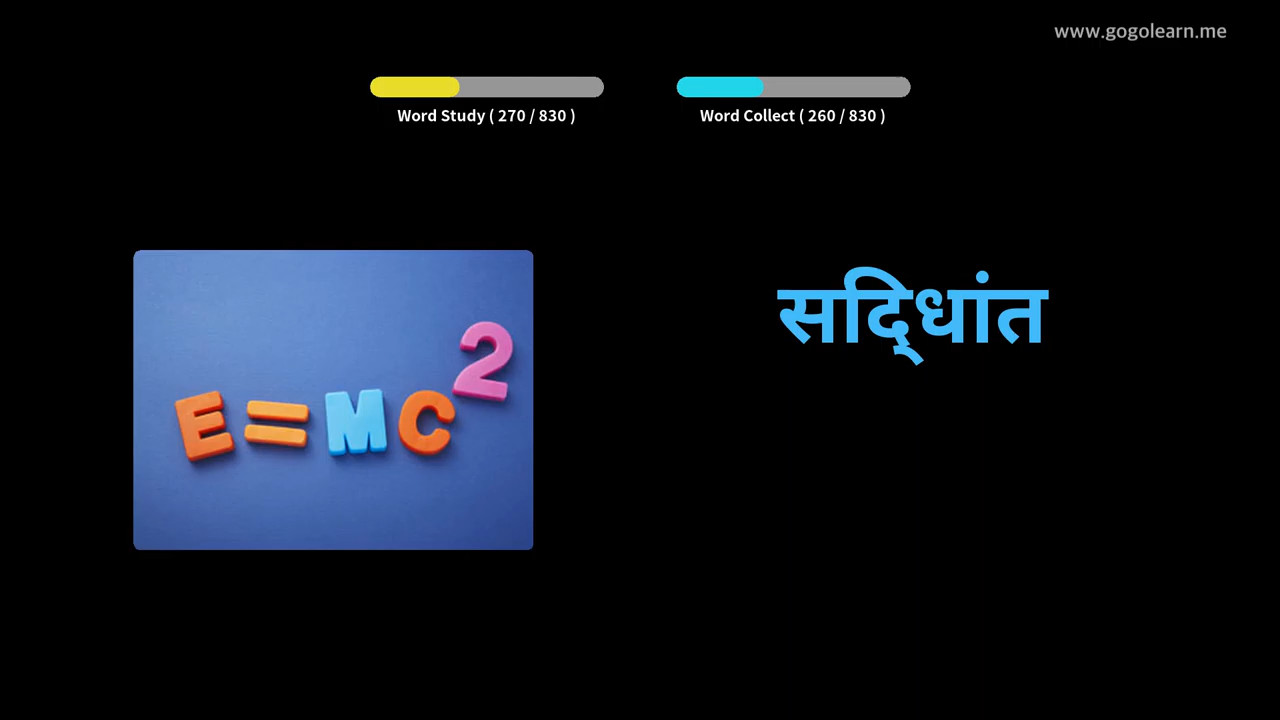 www.gogolearn.me
Word Study ( 270 / 830 )
Word Collect ( 260 / 830 )
E=MC²
सद्िधांत